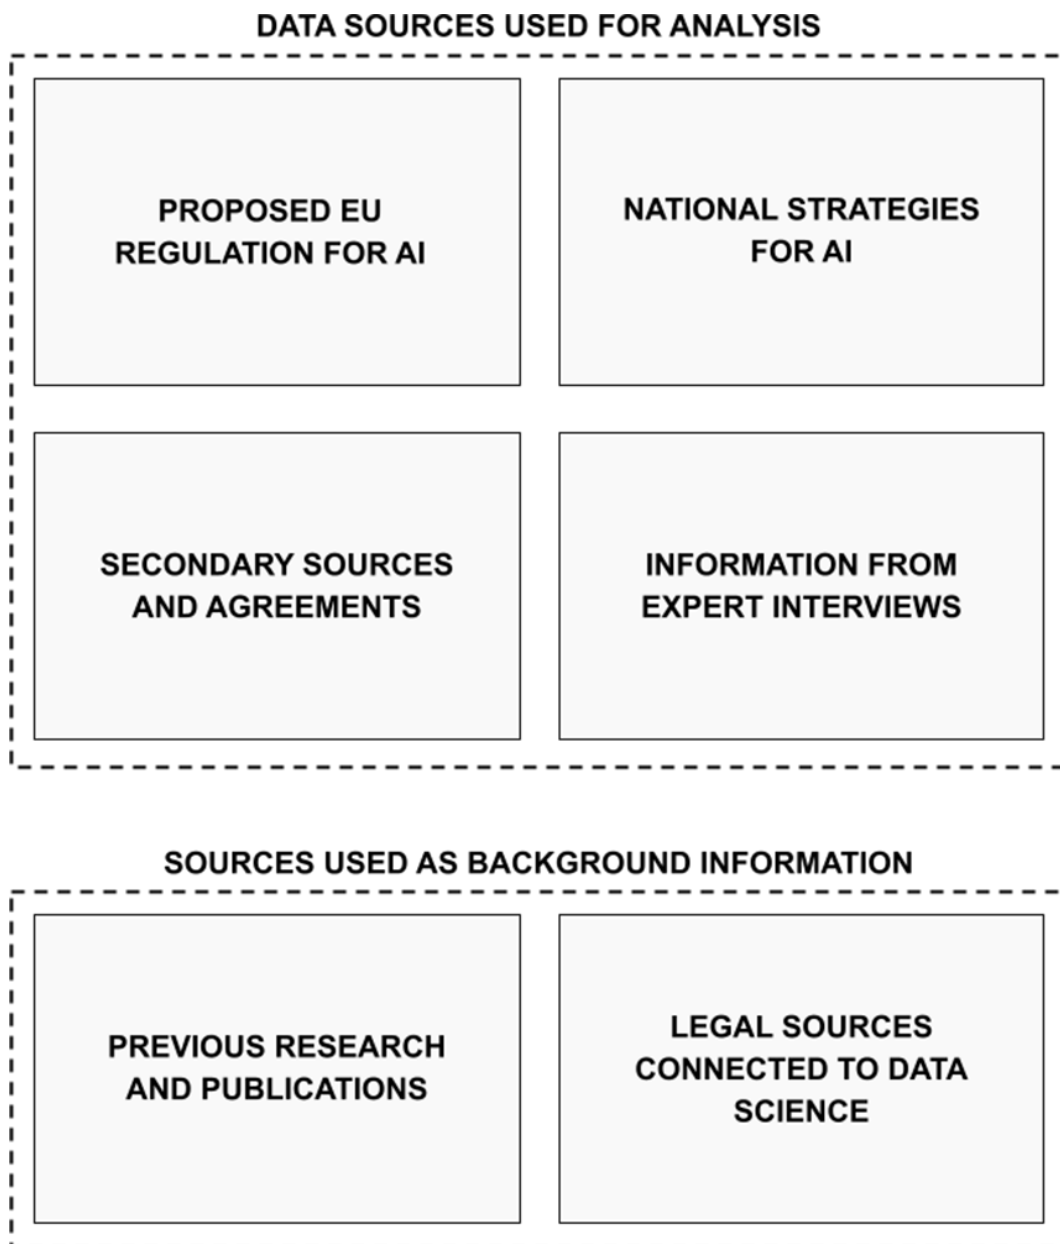 DATA SOURCES USED FOR ANALYSIS
PROPOSED EU
REGULATION FOR AI
NATIONAL STRATEGIES
FOR AI
SECONDARY SOURCES
AND AGREEMENTS
INFORMATION FROM
EXPERT INTERVIEWS
SOURCES USED AS BACKGROUND INFORMATION
PREVIOUS RESEARCH
AND PUBLICATIONS
LEGAL SOURCES
CONNECTED TO DATA
SCIENCE